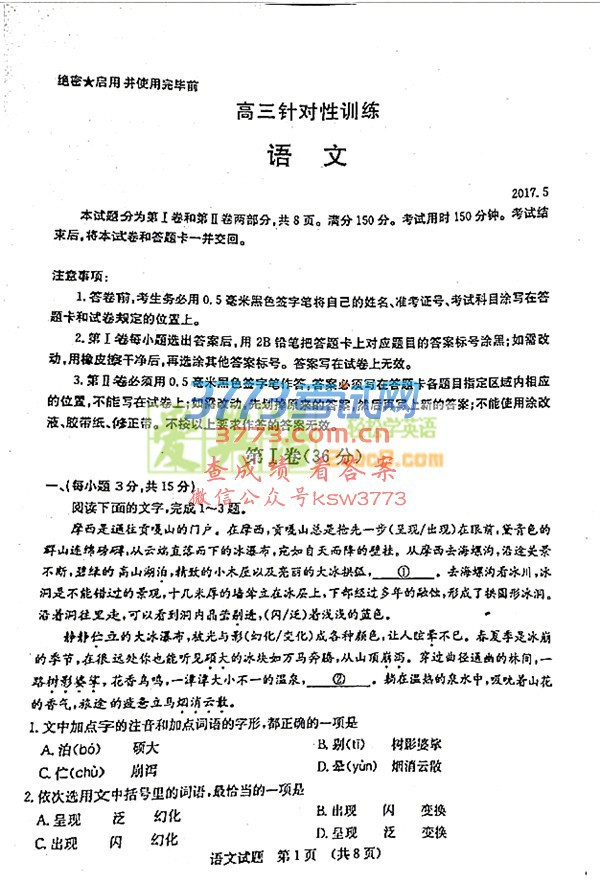 绝密★启用并使用完毕前
高三针对性训练
语 文
2017.5
本试题分为第Ⅰ卷和第Ⅱ卷两部分,共8页。满分150分。考试用时150分钟。考试结
束后,将本试卷和答题卡一并交回。
注意事项:
1.答卷前,考生务必用0.5毫米黑色签字笔将自己的姓名、准考证号、考试科目涂写在答
题卡和试卷规定的位置上。
2.第Ⅰ卷每小题选出答案后,用2B铅笔把答题卡上对应题目的答案标号涂黑;如需改
动,用橡皮擦干净后,再选涂其他答案标号。答案写在试卷上无效。
3.第Ⅱ卷必须用0.5毫米黑色签字笔作答,答案必须写在答题卡各题目指定区域内相应
的位置,不能写在试卷上;如需改动,先划掉原来的答案,然后再写上新的答案;不能使用涂改
液、胶带纸、修正带。不按以上要求作答的答案无效。
3773考试网
3773.com.cn
轻松学英语
查成绩 看答案
微信公众号ksw3773
第Ⅰ卷(36分)
一、(每小题3分,共15分)
阅读下面的文字,完成1~3题。
摩西是通往贡嘎山的门户。在摩西,贡嘎山总是抢先一步(呈现/出现)在眼前,黛青色的
群山连绵磅礴,从云端直落而下的冰瀑布,宛如自天而降的壁挂。从摩西去海螺沟,沿途美景
不断,碧绿的高山湖泊,精致的小木屋以及亮丽的大冰拱低,①。去海螺沟看冰川,冰
洞是不能错过的景观,十几米厚的墙耸立在冰层上,下部经过多年的融蚀,形成了拱圆形冰洞。
沿着洞往里走,可以看到洞内晶莹剔透,(闪/泛)着浅浅的蓝色。
静静伫立的大冰瀑布,被光与影(幻化/变化)成各种颜色,让人眩晕不已。春夏季是冰崩
的季节,在很远处你也能听见硕大的冰块如万马奔腾,从山顶崩泻。穿过曲径通幽的林间,一
路树影婆娑,花香鸟鸣,一潭潭大小不一的温泉,②。躺在温热的泉水中,吸吮着山花
的香气,旅途的疲惫立马烟消云散。
1.文中加点字的注音和加点词语的字形,都正确的一项是
A.泊(bó) 硕大 B.剔(tī) 树影婆挲
C.伫(chù) 崩泻 D.晕(yùn) 烟消云散
2.依次选用文中括号里的词语,最恰当的一项是
A.呈现 泛 幻化 B.出现 闪 变换
C.出现 闪 幻化 D.呈现 泛 变换
语文试题 第1页 (共8页)